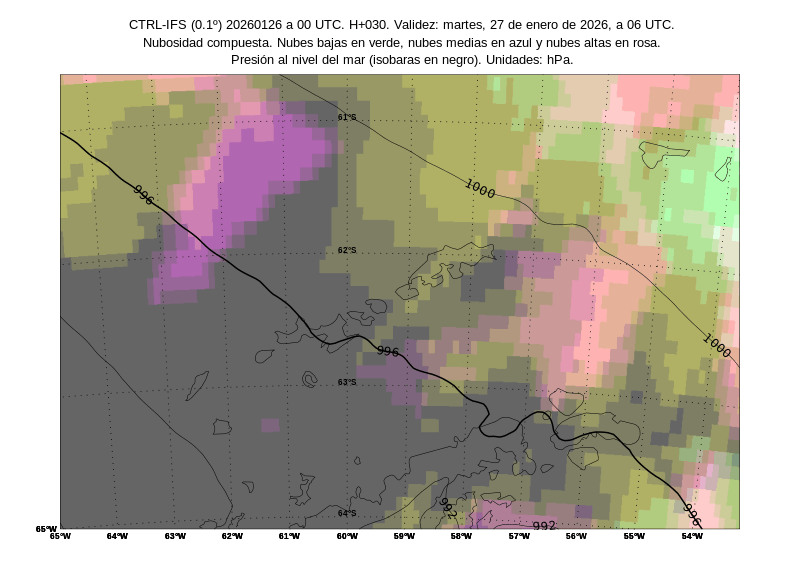 CTRL-IFS (0.1º) 20260126 a 00 UTC. H+030. Validez: martes, 27 de enero de 2026, a 06 UTC.
Nubosidad compuesta. Nubes bajas en verde, nubes medias en azul y nubes altas en rosa.
Presión al nivel del mar (isobaras en negro). Unidades: hPa.
61°S
996
1000
62°S
1000
996
63°S
992
64°S
996
992
65°W
65°W 64°W 63°W 62°W 61°W 60°W 59°W 58°W 57°W 56°W 55°W 54°W